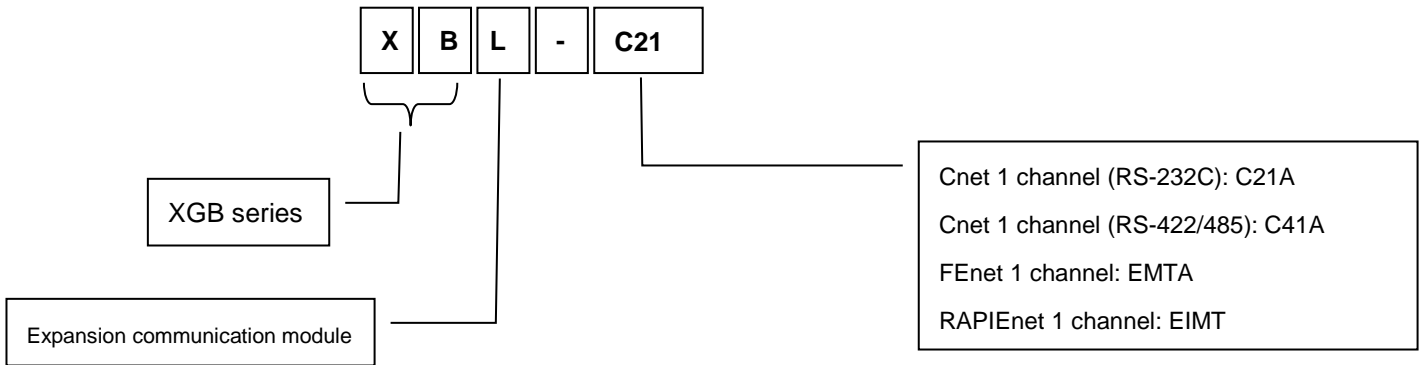 X B L - C21
Cnet 1 channel (RS-232C): C21A
Cnet 1 channel (RS-422/485): C41A
FEnet 1 channel: EMTA
RAPIEnet 1 channel: EIMT
XGB series
Expansion communication module